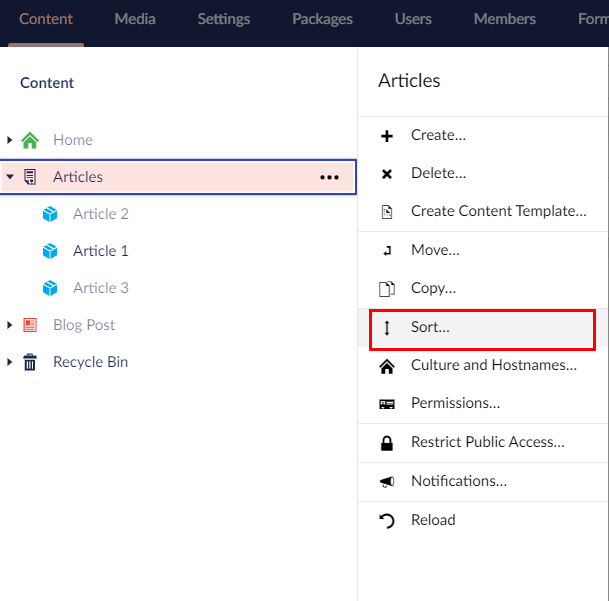 Content Media Settings Packages Users Members Form
Content
Home
Articles
Article 2
Article 1
Article 3
Blog Post
Recycle Bin
Articles
Create...
Delete...
Create Content Template...
Move...
Copy...
Sort...
Culture and Hostnames...
Permissions...
Restrict Public Access...
Notifications...
Reload